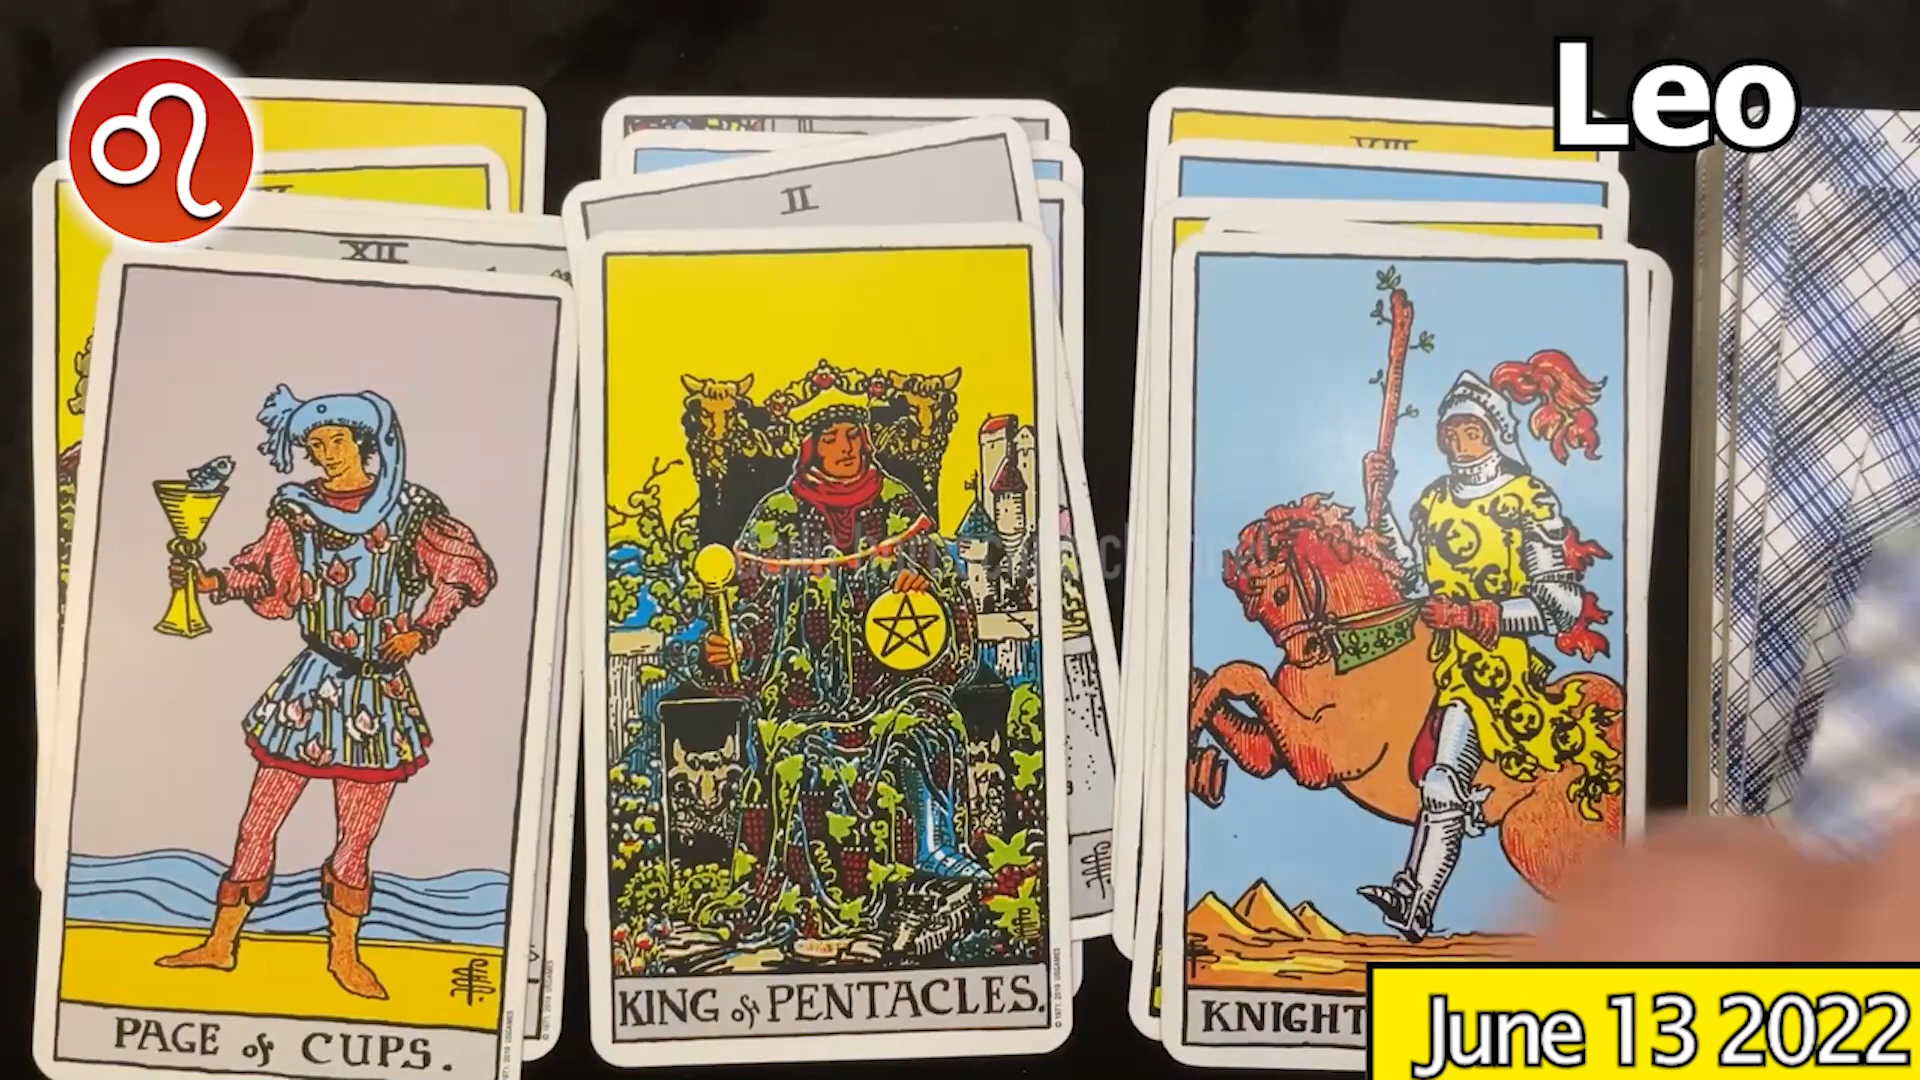 Leo
VIII
II
XII
PAGE of CUPS.
KING of PENTACLES.
KNIGHT
June 13 2022